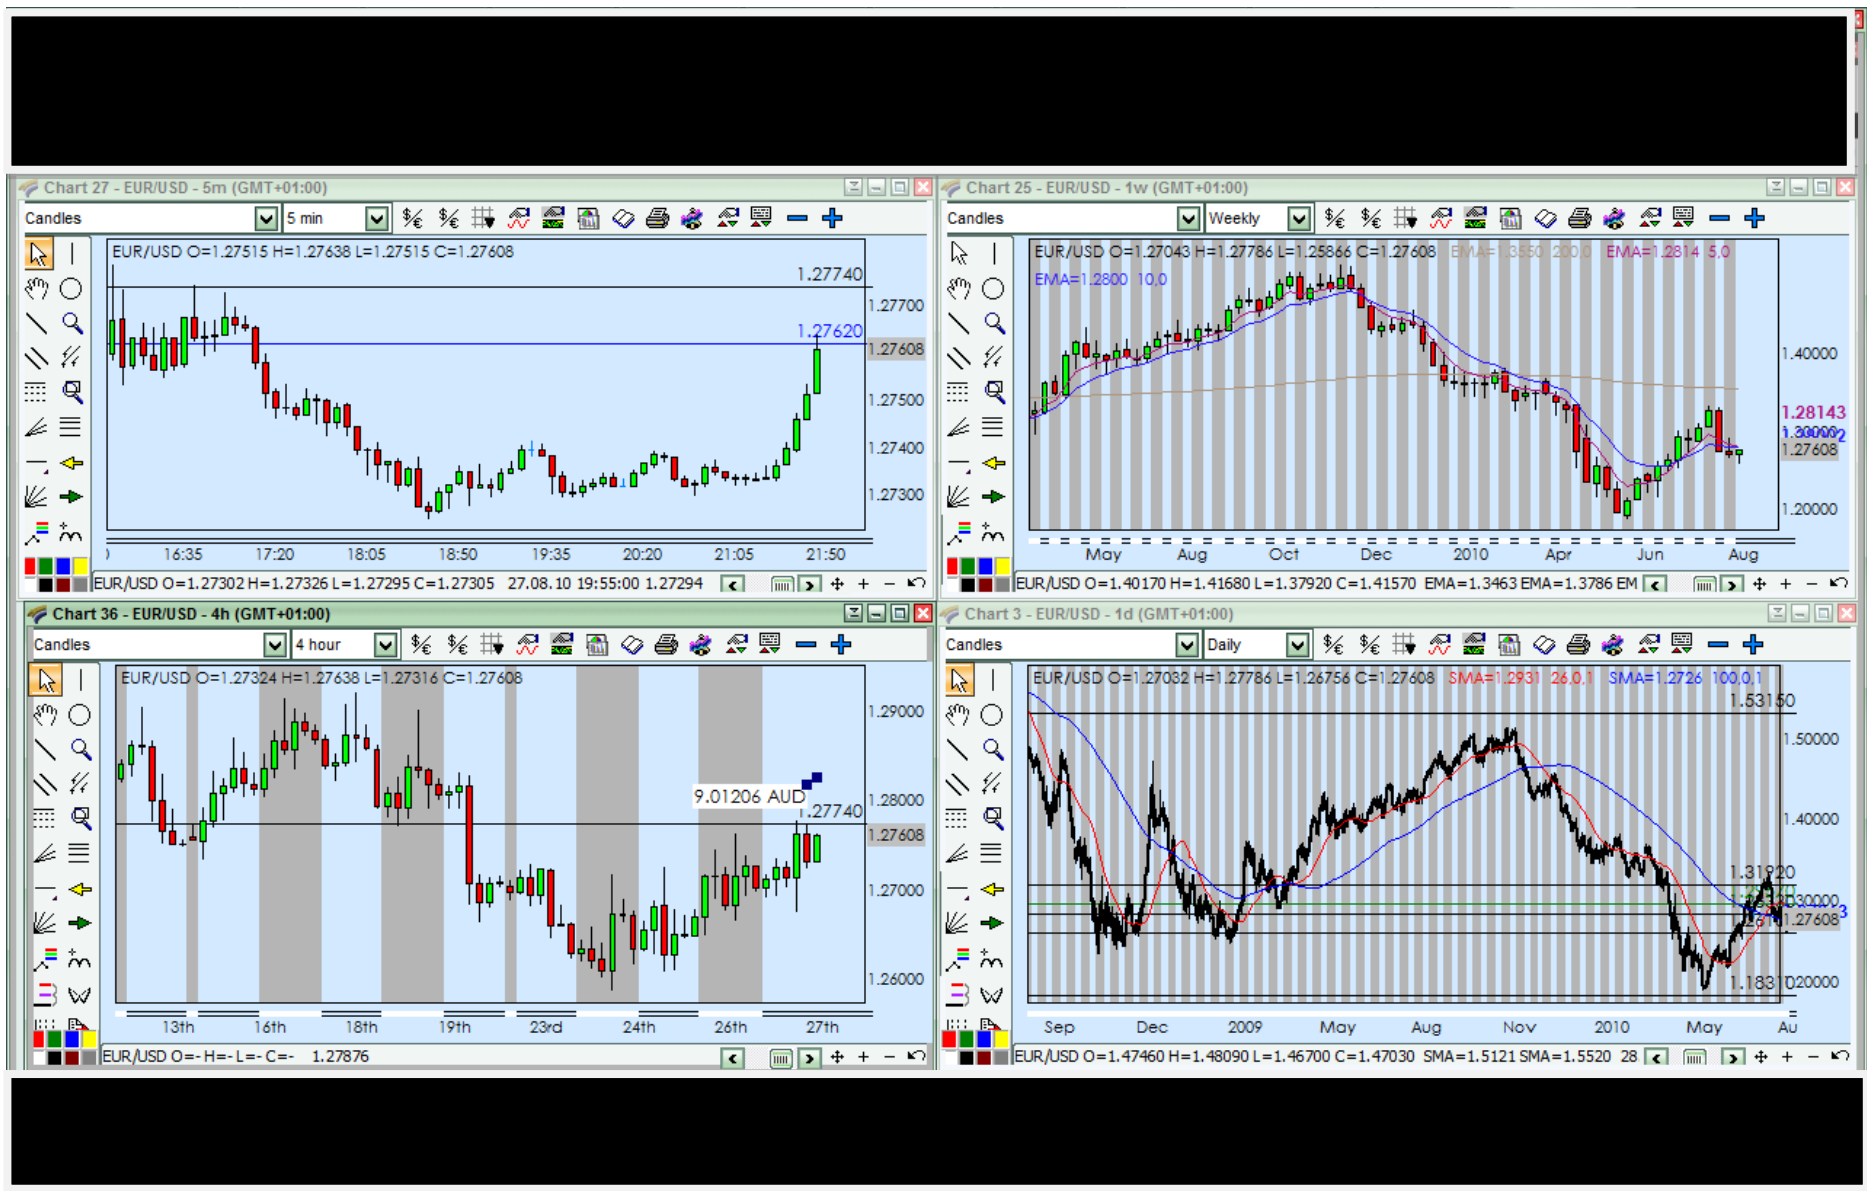 Chart 27 - EUR/USD - 5m (GMT+01:00)
Candles
5 min
EUR/USD O=1.27515 H=1.27638 L=1.27515 C=1.27608
1.27740
1.27700
1.27620
1.27608
1.27500
1.27400
1.27300
16:35 17:20 18:05 18:50 19:35 20:20 21:05 21:50
EUR/USD O=1.27302 H=1.27326 L=1.27295 C=1.27305 27.08.10 19:55:00 1.27294
Chart 25 - EUR/USD - 1w (GMT+01:00)
Candles
Weekly
EUR/USD O=1.27043 H=1.27786 L=1.25866 C=1.27608 EMA=1.3550 200,0 EMA=1.2814 5,0
EMA=1.2800 10,0
1.40000
1.28143
1.27608
1.20000
May Aug Oct Dec 2010 Apr Jun Aug
EUR/USD O=1.40170 H=1.41680 L=1.37920 C=1.41570 EMA=1.3463 EMA=1.3786 EM
Chart 36 - EUR/USD - 4h (GMT+01:00)
Candles
4 hour
EUR/USD O=1.27324 H=1.27638 L=1.27316 C=1.27608
1.29000
9.01206 AUD
1.28000
1.27740
1.27608
1.27000
1.26000
13th 16th 18th 19th 23rd 24th 26th 27th
EUR/USD O=- H=- L=- C=- 1.27876
Chart 3 - EUR/USD - 1d (GMT+01:00)
Candles
Daily
EUR/USD O=1.27032 H=1.27786 L=1.26756 C=1.27608 SMA=1.2931 26,0,1 SMA=1.2726 100,0,1
1.53150
1.50000
1.40000
1.31920
1.27608
1.18310
Sep Dec 2009 May Aug Nov 2010 May Au
EUR/USD O=1.47460 H=1.48090 L=1.46700 C=1.47030 SMA=1.5121 SMA=1.5520 28